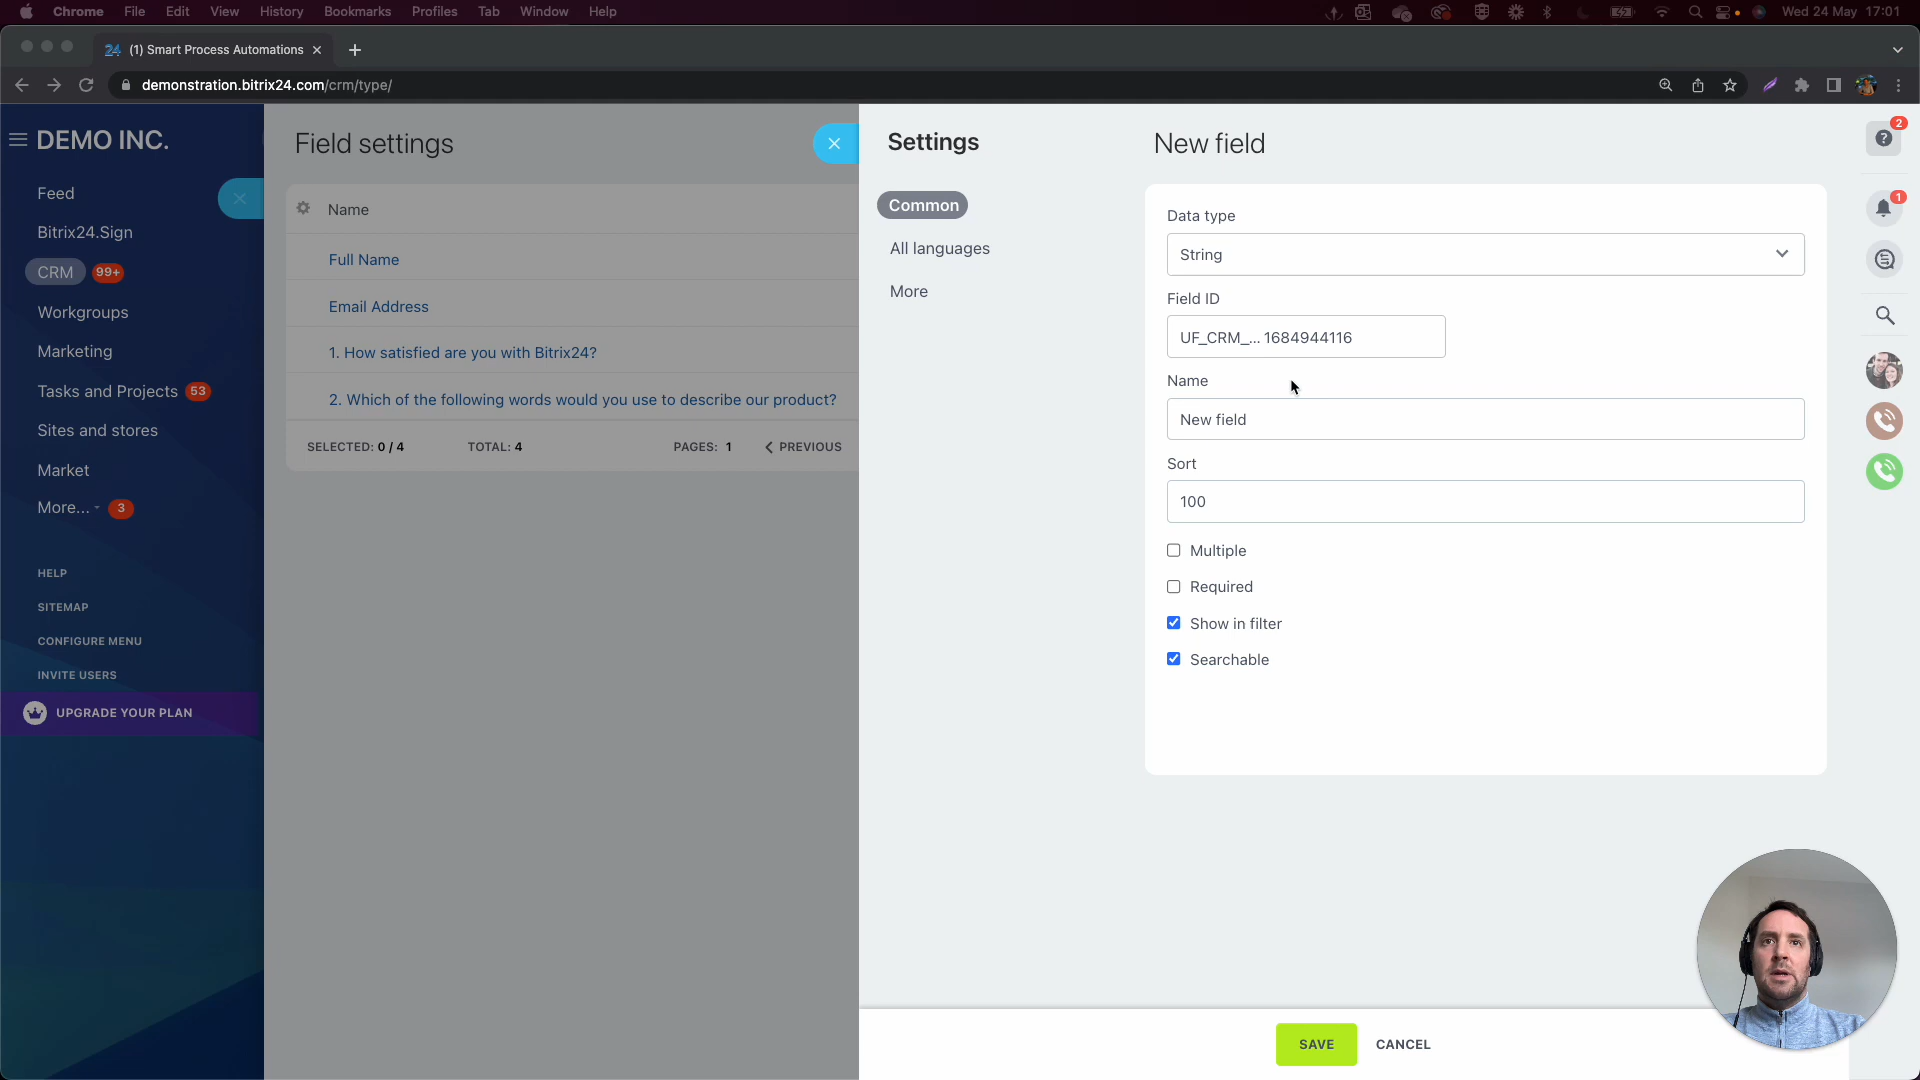 Chrome File Edit View History Bookmarks Profiles Tab Window Help Wed 24 May 17:01
24 (1) Smart Process Automations
demonstration.bitrix24.com/crm/type/
DEMO INC.
Feed
Bitrix24.Sign
CRM 99+
Workgroups
Marketing
Tasks and Projects 53
Sites and stores
Market
More... 3
HELP
SITEMAP
CONFIGURE MENU
INVITE USERS
UPGRADE YOUR PLAN
Field settings
Name
Full Name
Email Address
1. How satisfied are you with Bitrix24?
2. Which of the following words would you use to describe our product?
SELECTED: 0 / 4 TOTAL: 4 PAGES: 1 PREVIOUS
Settings
Common
All languages
More
New field
Data type
String
Field ID
UF_CRM_... 1684944116
Name
New field
Sort
100
Multiple
Required
Show in filter
Searchable
SAVE CANCEL
2
?
1